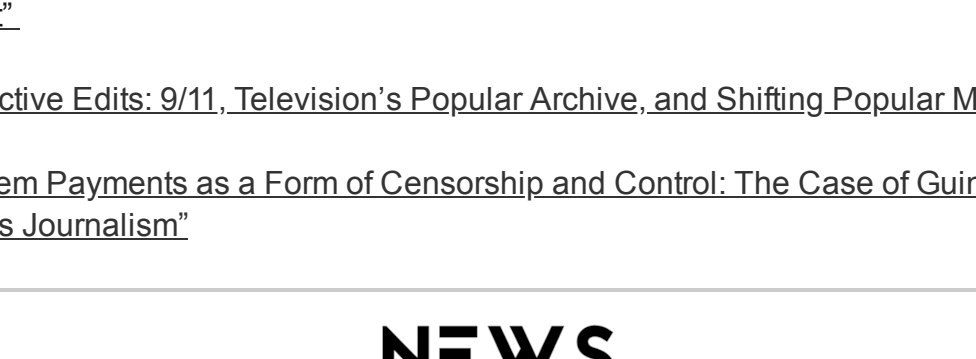 ”
ctive Edits: 9/11, Television’s Popular Archive, and Shifting Popular M
em Payments as a Form of Censorship and Control: The Case of Guin
s Journalism”
NEWS